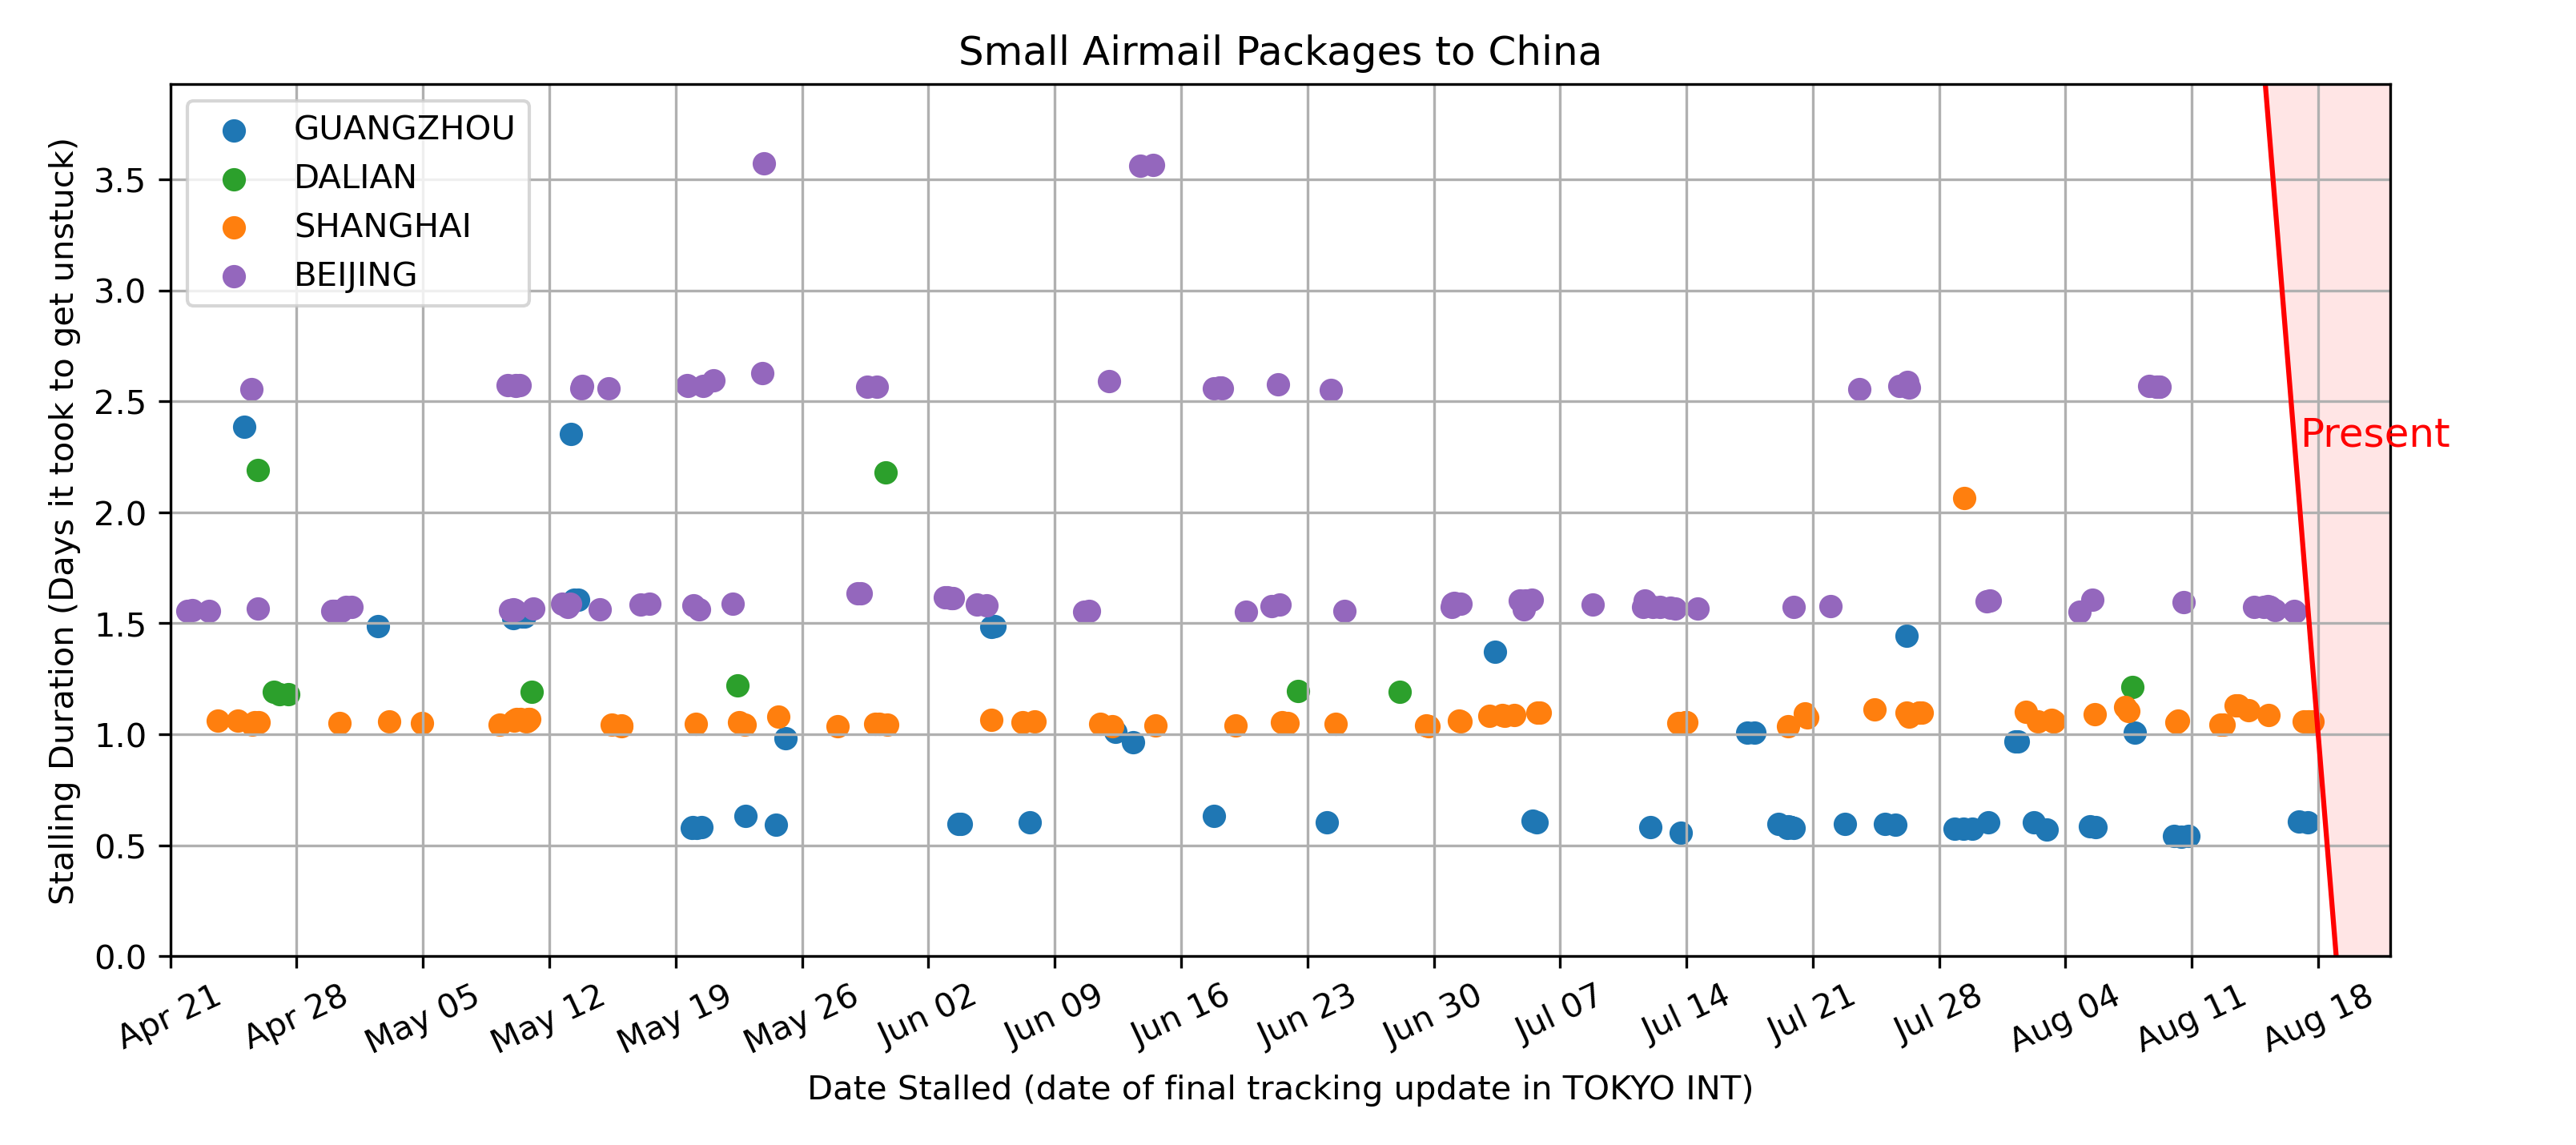 Small Airmail Packages to China
GUANGZHOU
DALIAN
SHANGHAI
BEIJING
Present
Stalling Duration (Days it took to get unstuck)
3.5
3.0
2.5
2.0
1.5
1.0
0.5
0.0
Apr 21
Apr 28
May 05
May 12
May 19
May 26
Jun 02
Jun 09
Jun 16
Jun 23
Jun 30
Jul 07
Jul 14
Jul 21
Jul 28
Aug 04
Aug 11
Aug 18
Date Stalled (date of final tracking update in TOKYO INT)